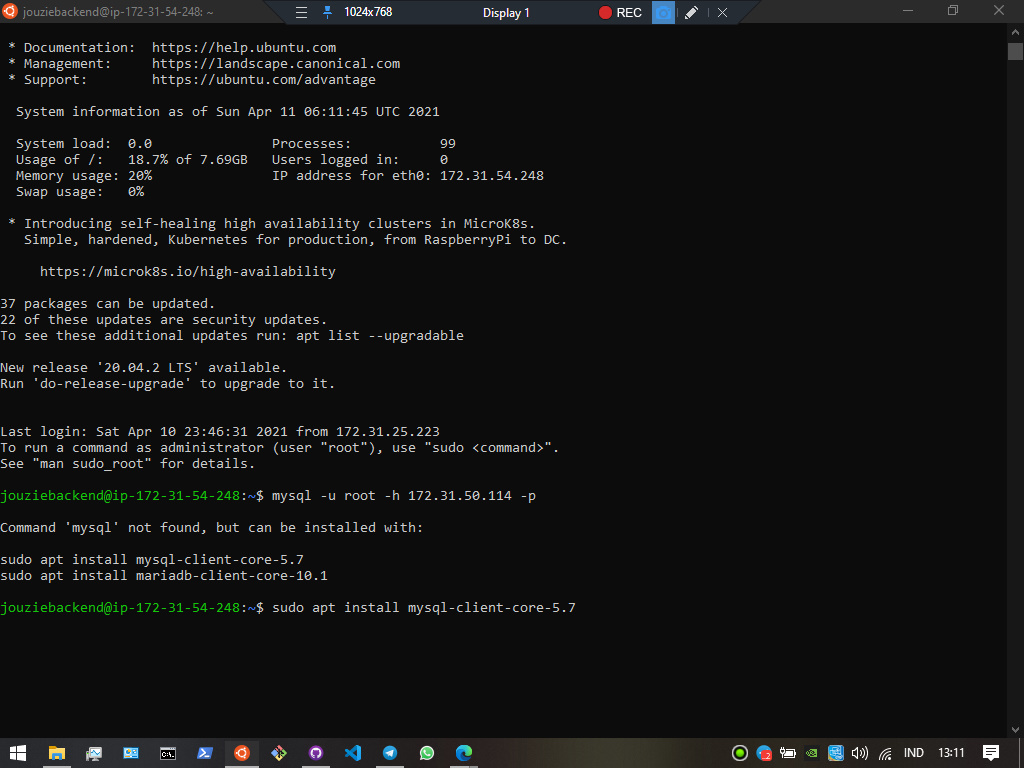 jouziebackend@ip-172-31-54-248: ~
1024x768
Display 1
REC
* Documentation:  https://help.ubuntu.com
* Management:     https://landscape.canonical.com
* Support:        https://ubuntu.com/advantage
System information as of Sun Apr 11 06:11:45 UTC 2021
System load:  0.0               Processes:           99
Usage of /:   18.7% of 7.69GB   Users logged in:     0
Memory usage: 20%               IP address for eth0: 172.31.54.248
Swap usage:   0%
* Introducing self-healing high availability clusters in MicroK8s.
Simple, hardened, Kubernetes for production, from RaspberryPi to DC.
https://microk8s.io/high-availability
37 packages can be updated.
22 of these updates are security updates.
To see these additional updates run: apt list --upgradable
New release '20.04.2 LTS' available.
Run 'do-release-upgrade' to upgrade to it.
Last login: Sat Apr 10 23:46:31 2021 from 172.31.25.223
To run a command as administrator (user "root"), use "sudo <command>".
See "man sudo_root" for details.
jouziebackend@ip-172-31-54-248:~$ mysql -u root -h 172.31.50.114 -p
Command 'mysql' not found, but can be installed with:
sudo apt install mysql-client-core-5.7
sudo apt install mariadb-client-core-10.1
jouziebackend@ip-172-31-54-248:~$ sudo apt install mysql-client-core-5.7
IND
13:11